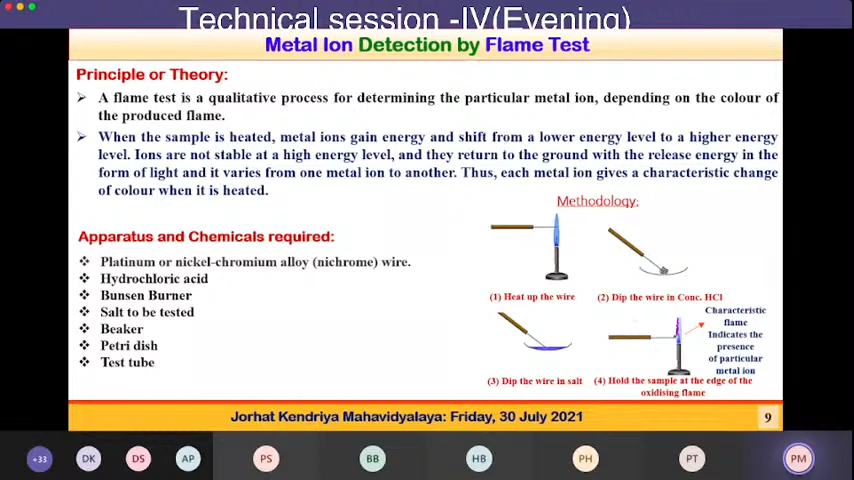 Technical session -IV(Evening)
Metal Ion Detection by Flame Test
Principle or Theory:
A flame test is a qualitative process for determining the particular metal ion, depending on the colour of
the produced flame.
When the sample is heated, metal ions gain energy and shift from a lower energy level to a higher energy
level. Ions are not stable at a high energy level, and they return to the ground with the release energy in the
form of light and it varies from one metal ion to another. Thus, each metal ion gives a characteristic change
of colour when it is heated.
Apparatus and Chemicals required:
Platinum or nickel-chromium alloy (nichrome) wire.
Hydrochloric acid
Bunsen Burner
Salt to be tested
Beaker
Petri dish
Test tube
Methodology:
(1) Heat up the wire
(2) Dip the wire in Conc. HCl
(3) Dip the wire in salt
Characteristic
flame
Indicates the
presence
of particular
metal ion
(4) Hold the sample at the edge of the
oxidising flame
Jorhat Kendriya Mahavidyalaya: Friday, 30 July 2021
9
+33
DK
DS
AP
PS
BB
HB
PH
PT
PM